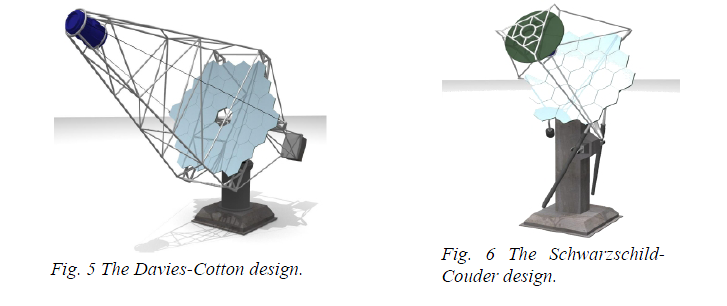 Fig. 5 The Davies-Cotton design.
Fig. 6 The Schwarzschild-
Couder design.